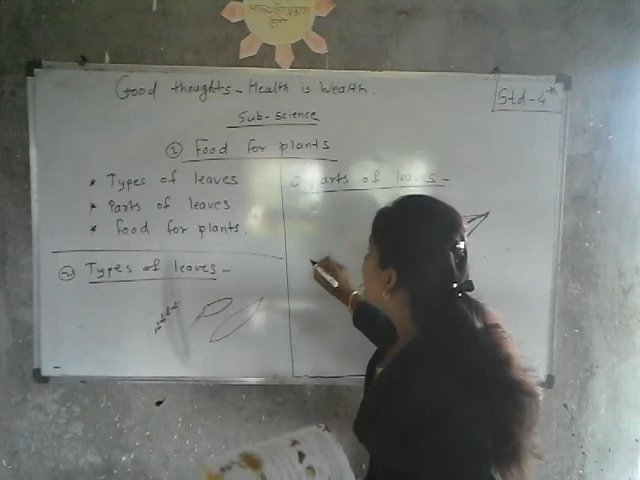 Good thoughts - Health is Wealth.
Std - 4th
Sub - Science
① Food for plants
* Types of leaves
* Parts of leaves
* Food for plants.
② Types of leaves -
Parts of leaves -